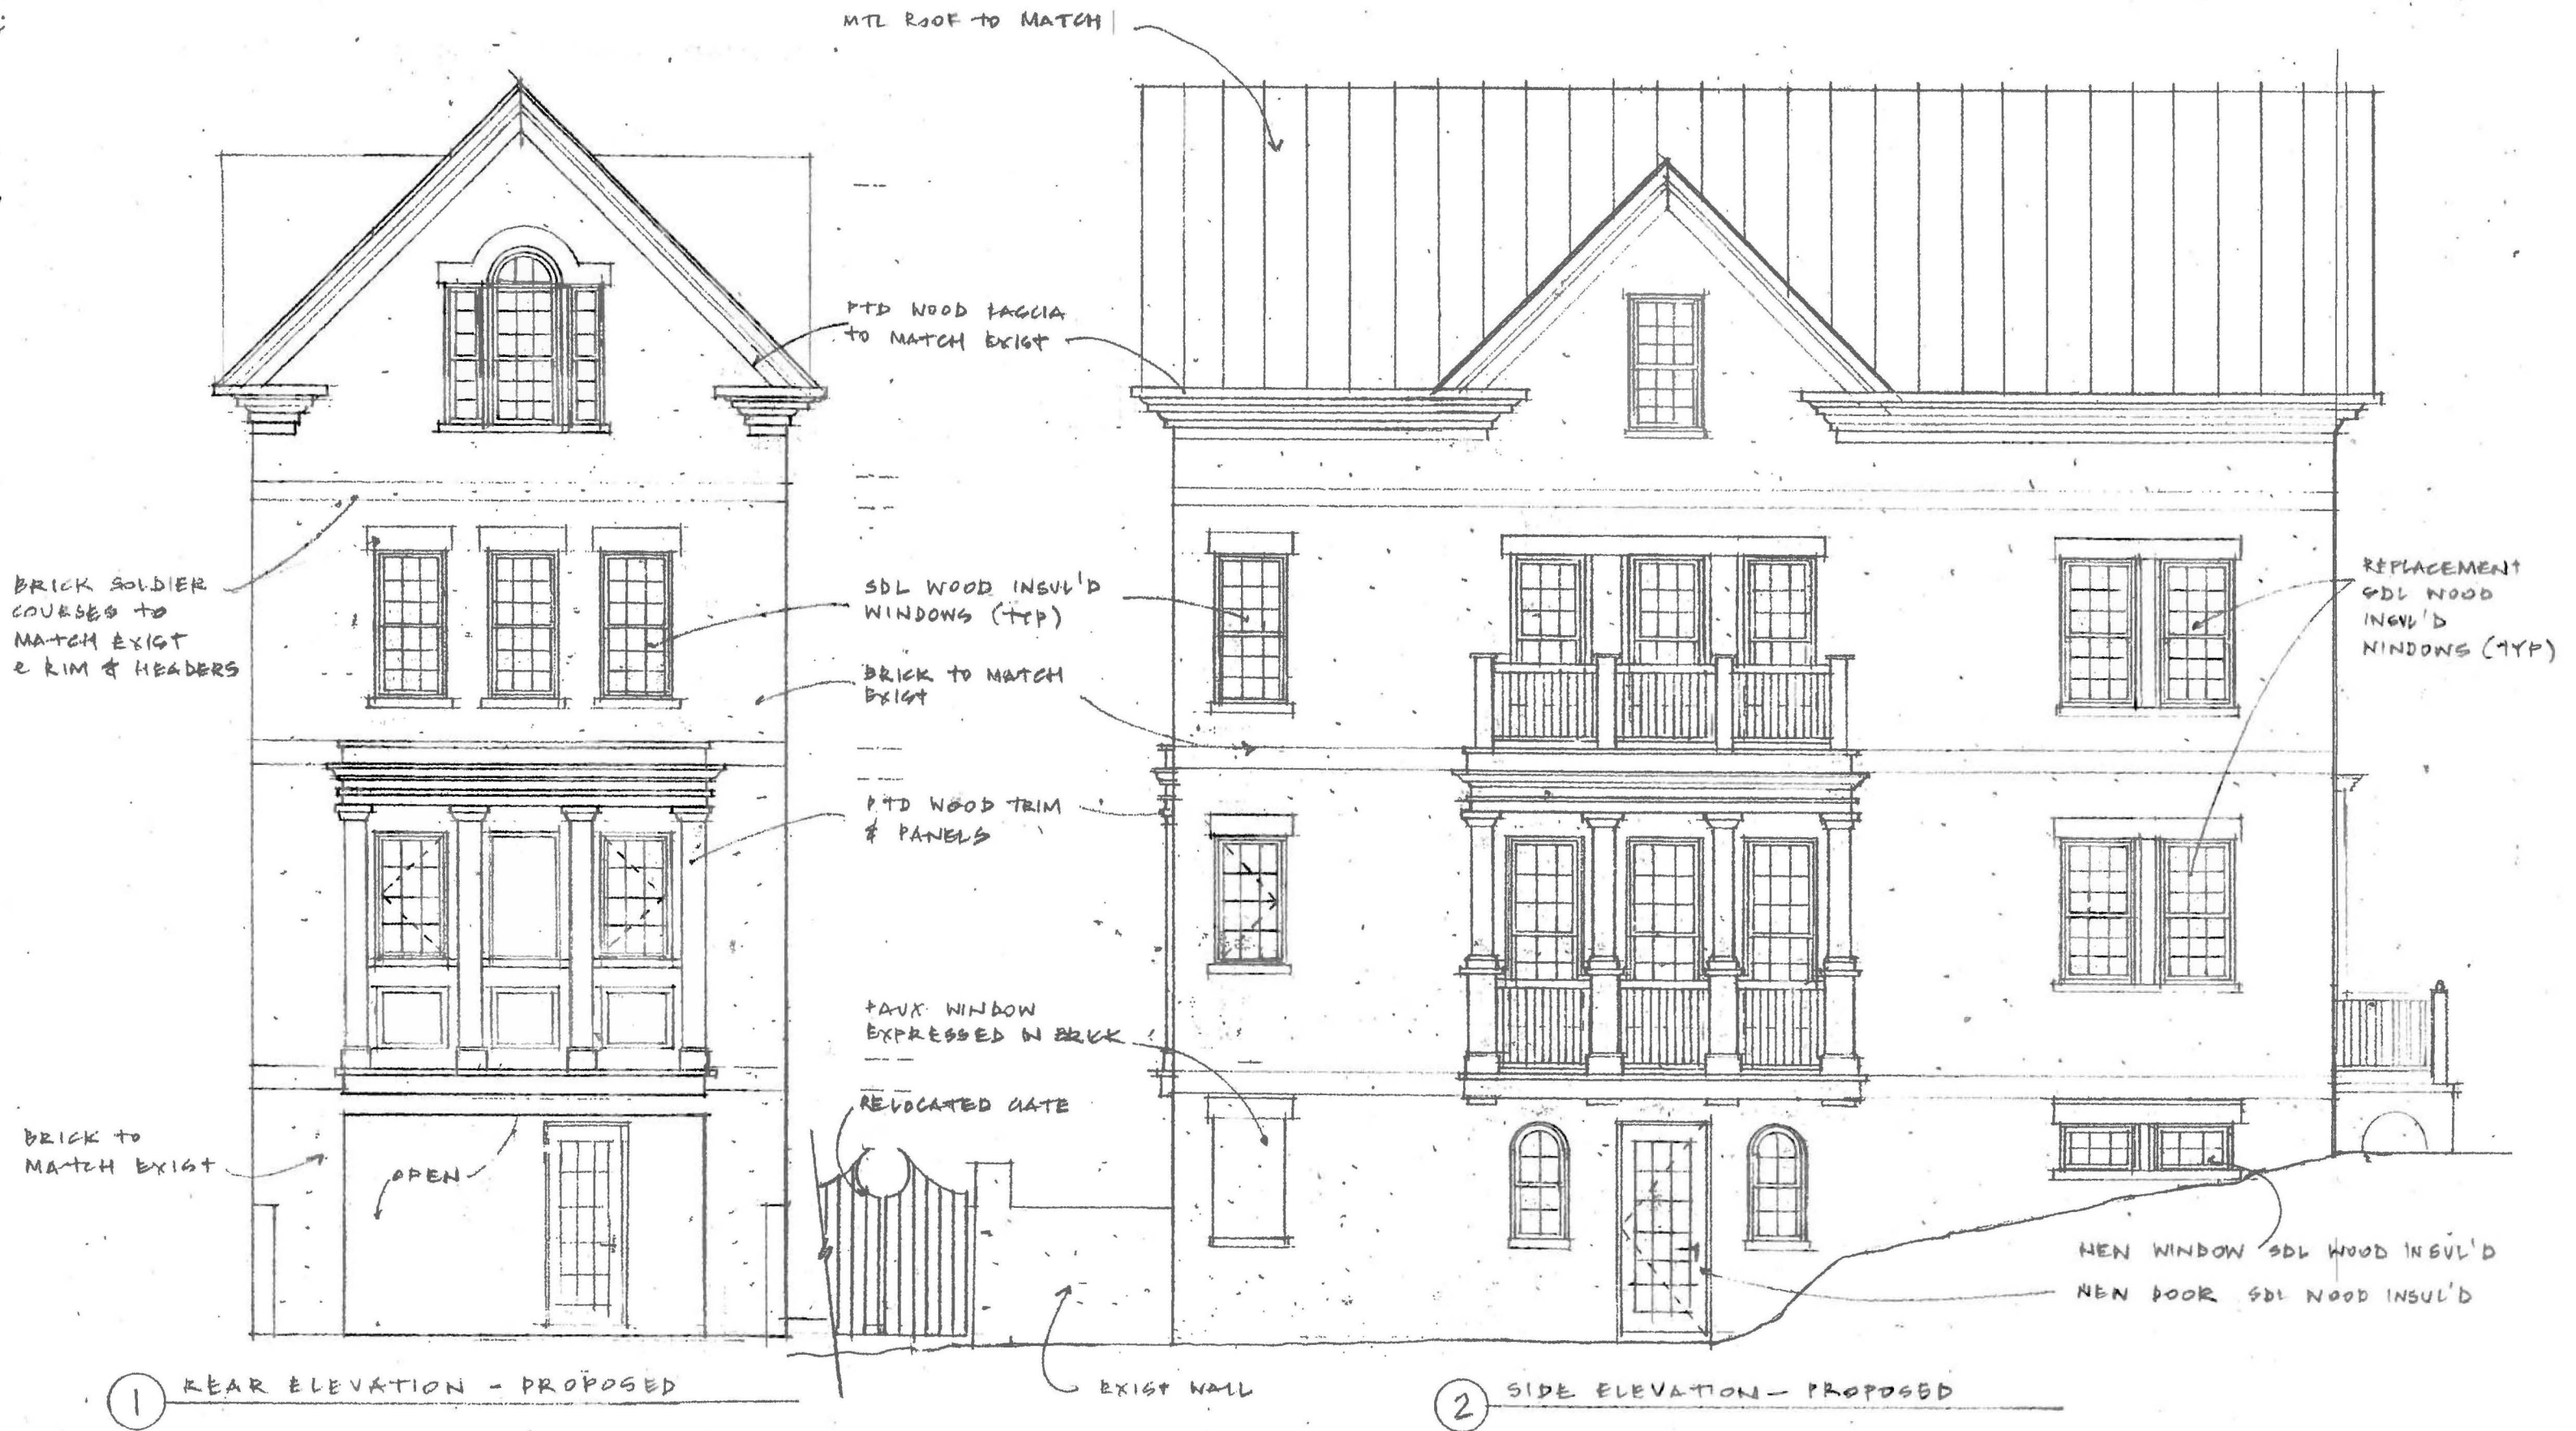 MTL ROOF TO MATCH
PTD WOOD FASCIA
TO MATCH EXIST
BRICK SOLDIER
COURSES TO
MATCH EXIST
@ RIM & HEADERS
SDL WOOD INSUL'D
WINDOWS (TYP)
REPLACEMENT
SDL WOOD
INSUL'D
WINDOWS (TYP)
BRICK TO MATCH
EXIST
PTD WOOD TRIM
& PANELS
FAUX WINDOW
EXPRESSED IN BRICK
RELOCATED GATE
BRICK TO
MATCH EXIST
OPEN
NEW WINDOW SDL WOOD INSUL'D
NEW DOOR SDL WOOD INSUL'D
EXIST WALL
1 REAR ELEVATION - PROPOSED
2 SIDE ELEVATION - PROPOSED